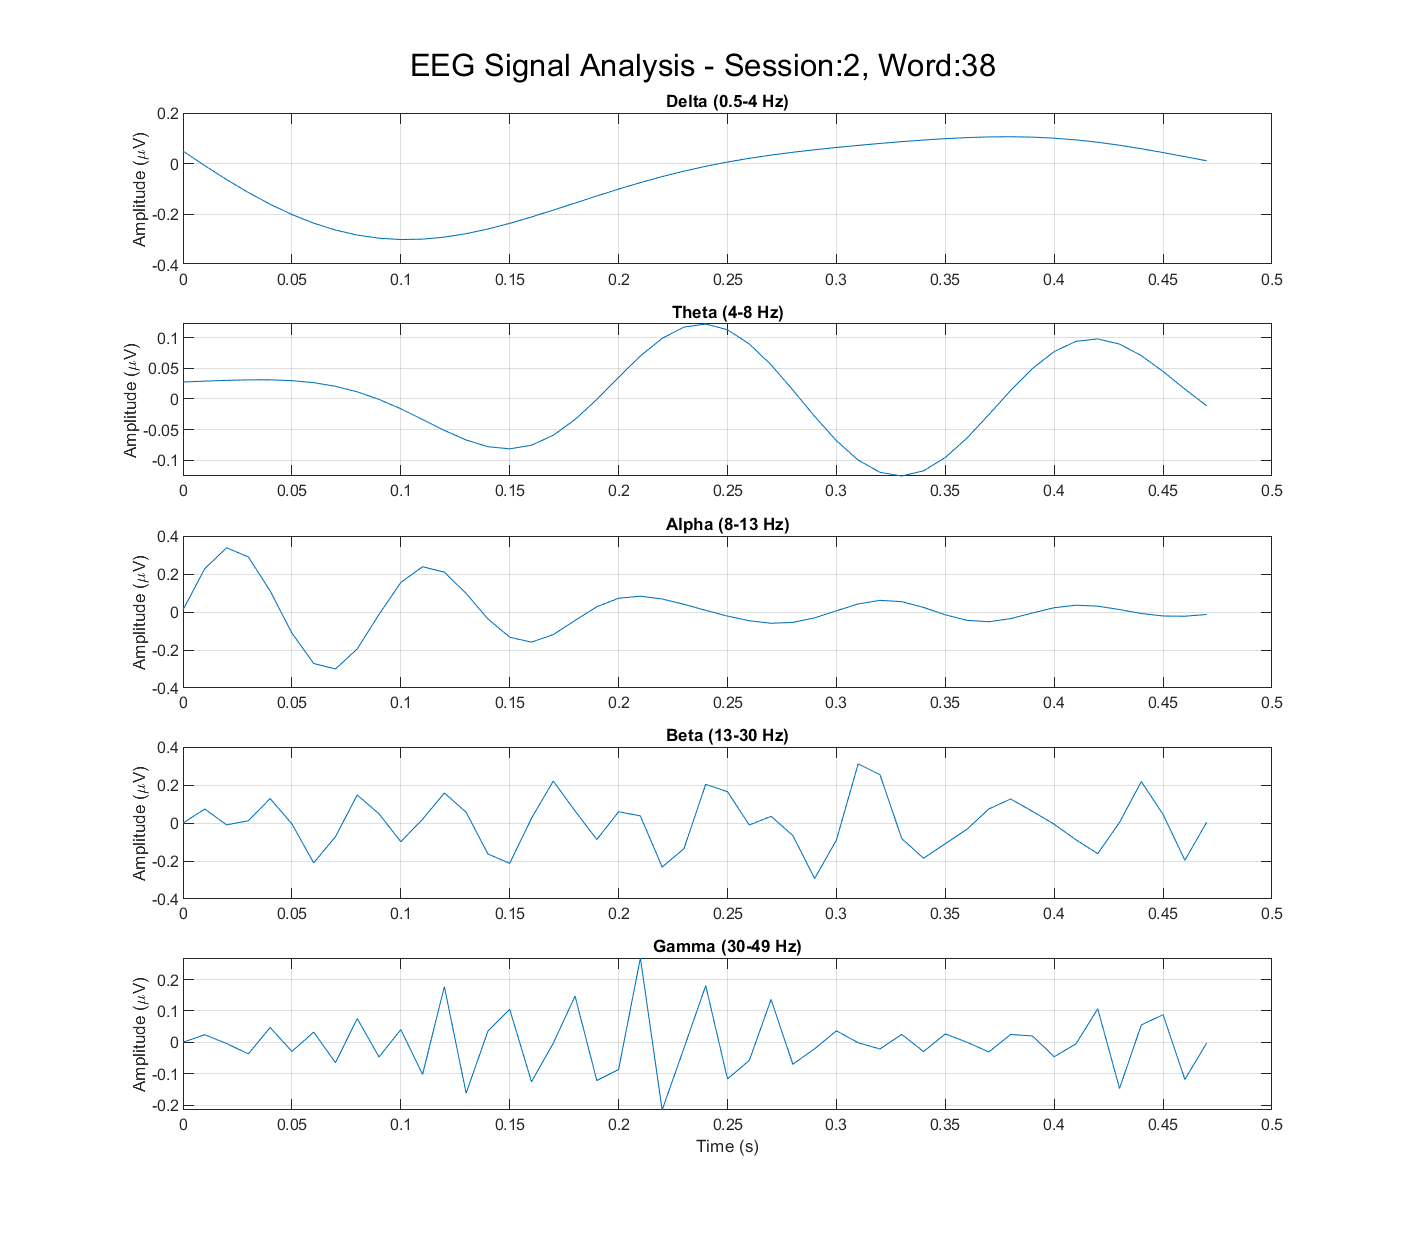 EEG Signal Analysis - Session:2, Word:38
Delta (0.5-4 Hz)
Amplitude (μV)
0.2
0
-0.2
-0.4
0 0.05 0.1 0.15 0.2 0.25 0.3 0.35 0.4 0.45 0.5
Theta (4-8 Hz)
Amplitude (μV)
0.1
0.05
0
-0.05
-0.1
0 0.05 0.1 0.15 0.2 0.25 0.3 0.35 0.4 0.45 0.5
Alpha (8-13 Hz)
Amplitude (μV)
0.4
0.2
0
-0.2
-0.4
0 0.05 0.1 0.15 0.2 0.25 0.3 0.35 0.4 0.45 0.5
Beta (13-30 Hz)
Amplitude (μV)
0.4
0.2
0
-0.2
-0.4
0 0.05 0.1 0.15 0.2 0.25 0.3 0.35 0.4 0.45 0.5
Gamma (30-49 Hz)
Amplitude (μV)
0.2
0.1
0
-0.1
-0.2
0 0.05 0.1 0.15 0.2 0.25 0.3 0.35 0.4 0.45 0.5
Time (s)